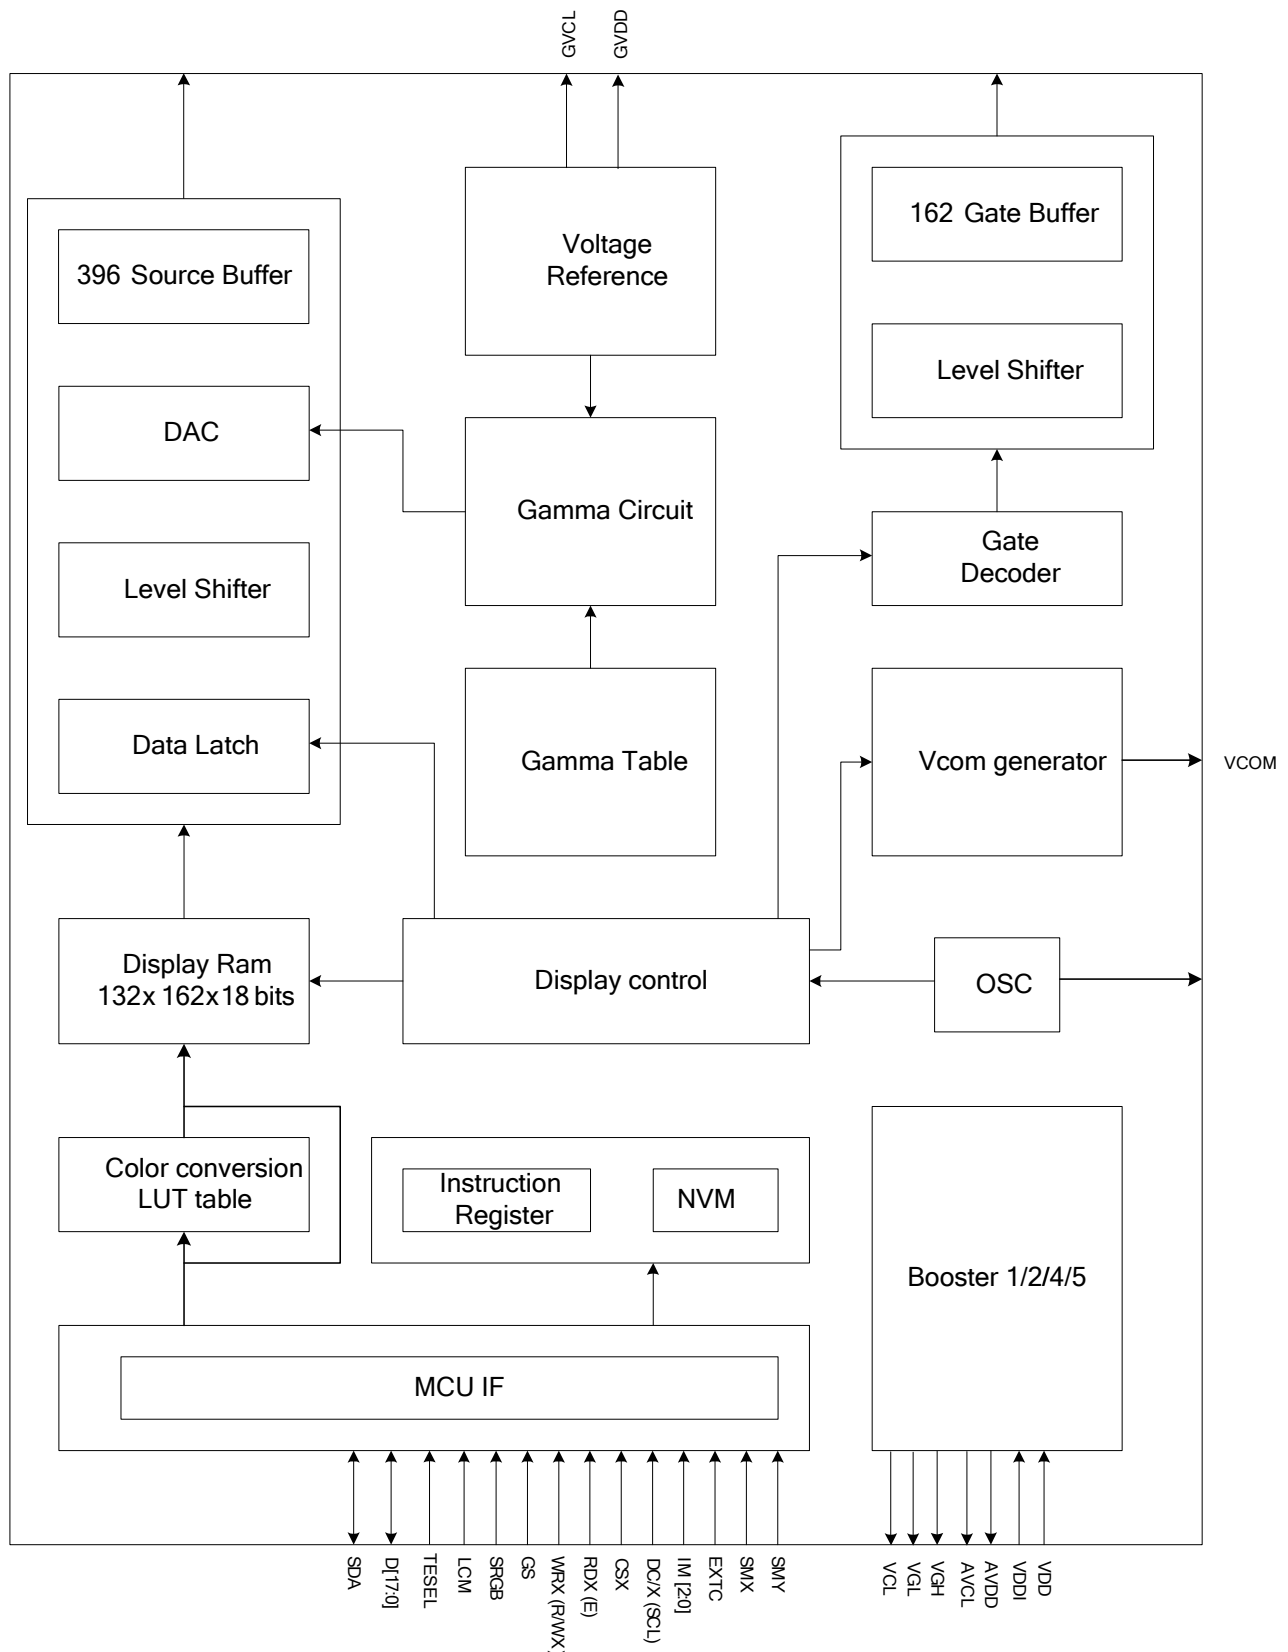 GVCL
GVDD
396 Source Buffer
DAC
Level Shifter
Data Latch
Voltage
Reference
Gamma Circuit
Gamma Table
162 Gate Buffer
Level Shifter
Gate
Decoder
Vcom generator
VCOM
Display Ram
132x 162x18 bits
Display control
OSC
Color conversion
LUT table
Instruction
Register
NVM
Booster 1/2/4/5
MCU IF
SDA
D[17:0]
TESEL
LCM
SRGB
GS
WRX (R/WX)
RDX (E)
CSX
DC/X (SCL)
IM [2:0]
EXTC
SMX
SMY
VCL
VGL
VGH
AVCL
AVDD
VDDI
VDD